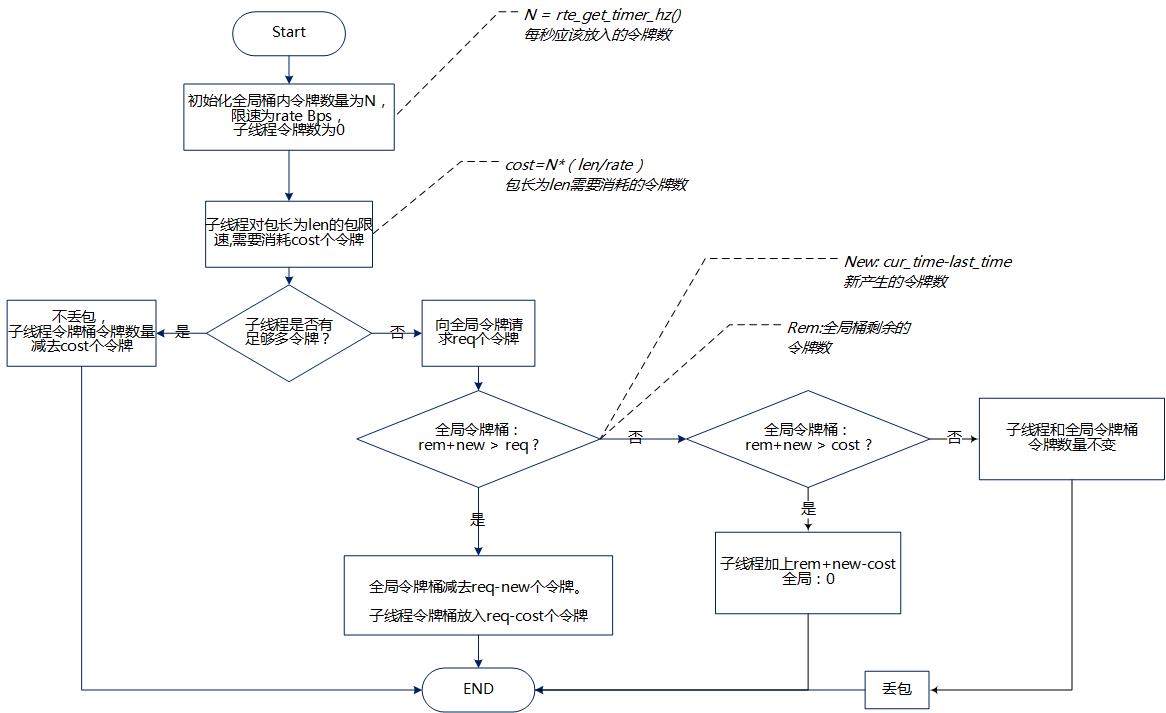 Start
N = rte_get_timer_hz()
每秒应该放入的令牌数
初始化全局桶内令牌数量为N，
限速为rate Bps，
子线程令牌数为0
cost=N*（len/rate）
包长为len需要消耗的令牌数
子线程对包长为len的包限
速,需要消耗cost个令牌
New: cur_time-last_time
新产生的令牌数
不丢包，
子线程令牌桶令牌数量
减去cost个令牌
是
子线程是否有
足够多令牌？
否
向全局令牌请
求req个令牌
Rem:全局桶剩余的
令牌数
全局令牌桶：
rem+new > req ?
否
全局令牌桶：
rem+new > cost ?
否
子线程和全局令牌桶
令牌数量不变
是
是
全局令牌桶减去req-new个令牌。
子线程令牌桶放入req-cost个令牌
子线程加上rem+new-cost
全局：0
END
丢包